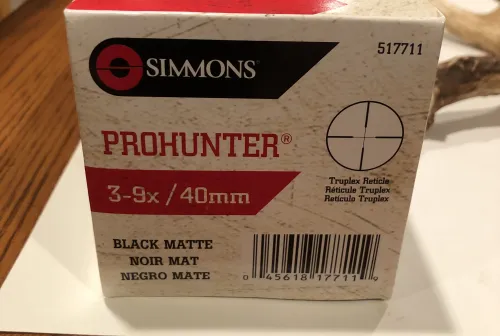 SIMMONS
517711
PROHUNTER®
3-9x / 40mm
Truplex Reticle
Réticule Truplex
Retículo Truplex
BLACK MATTE
NOIR MAT
NEGRO MATE
0 45618 17711 9